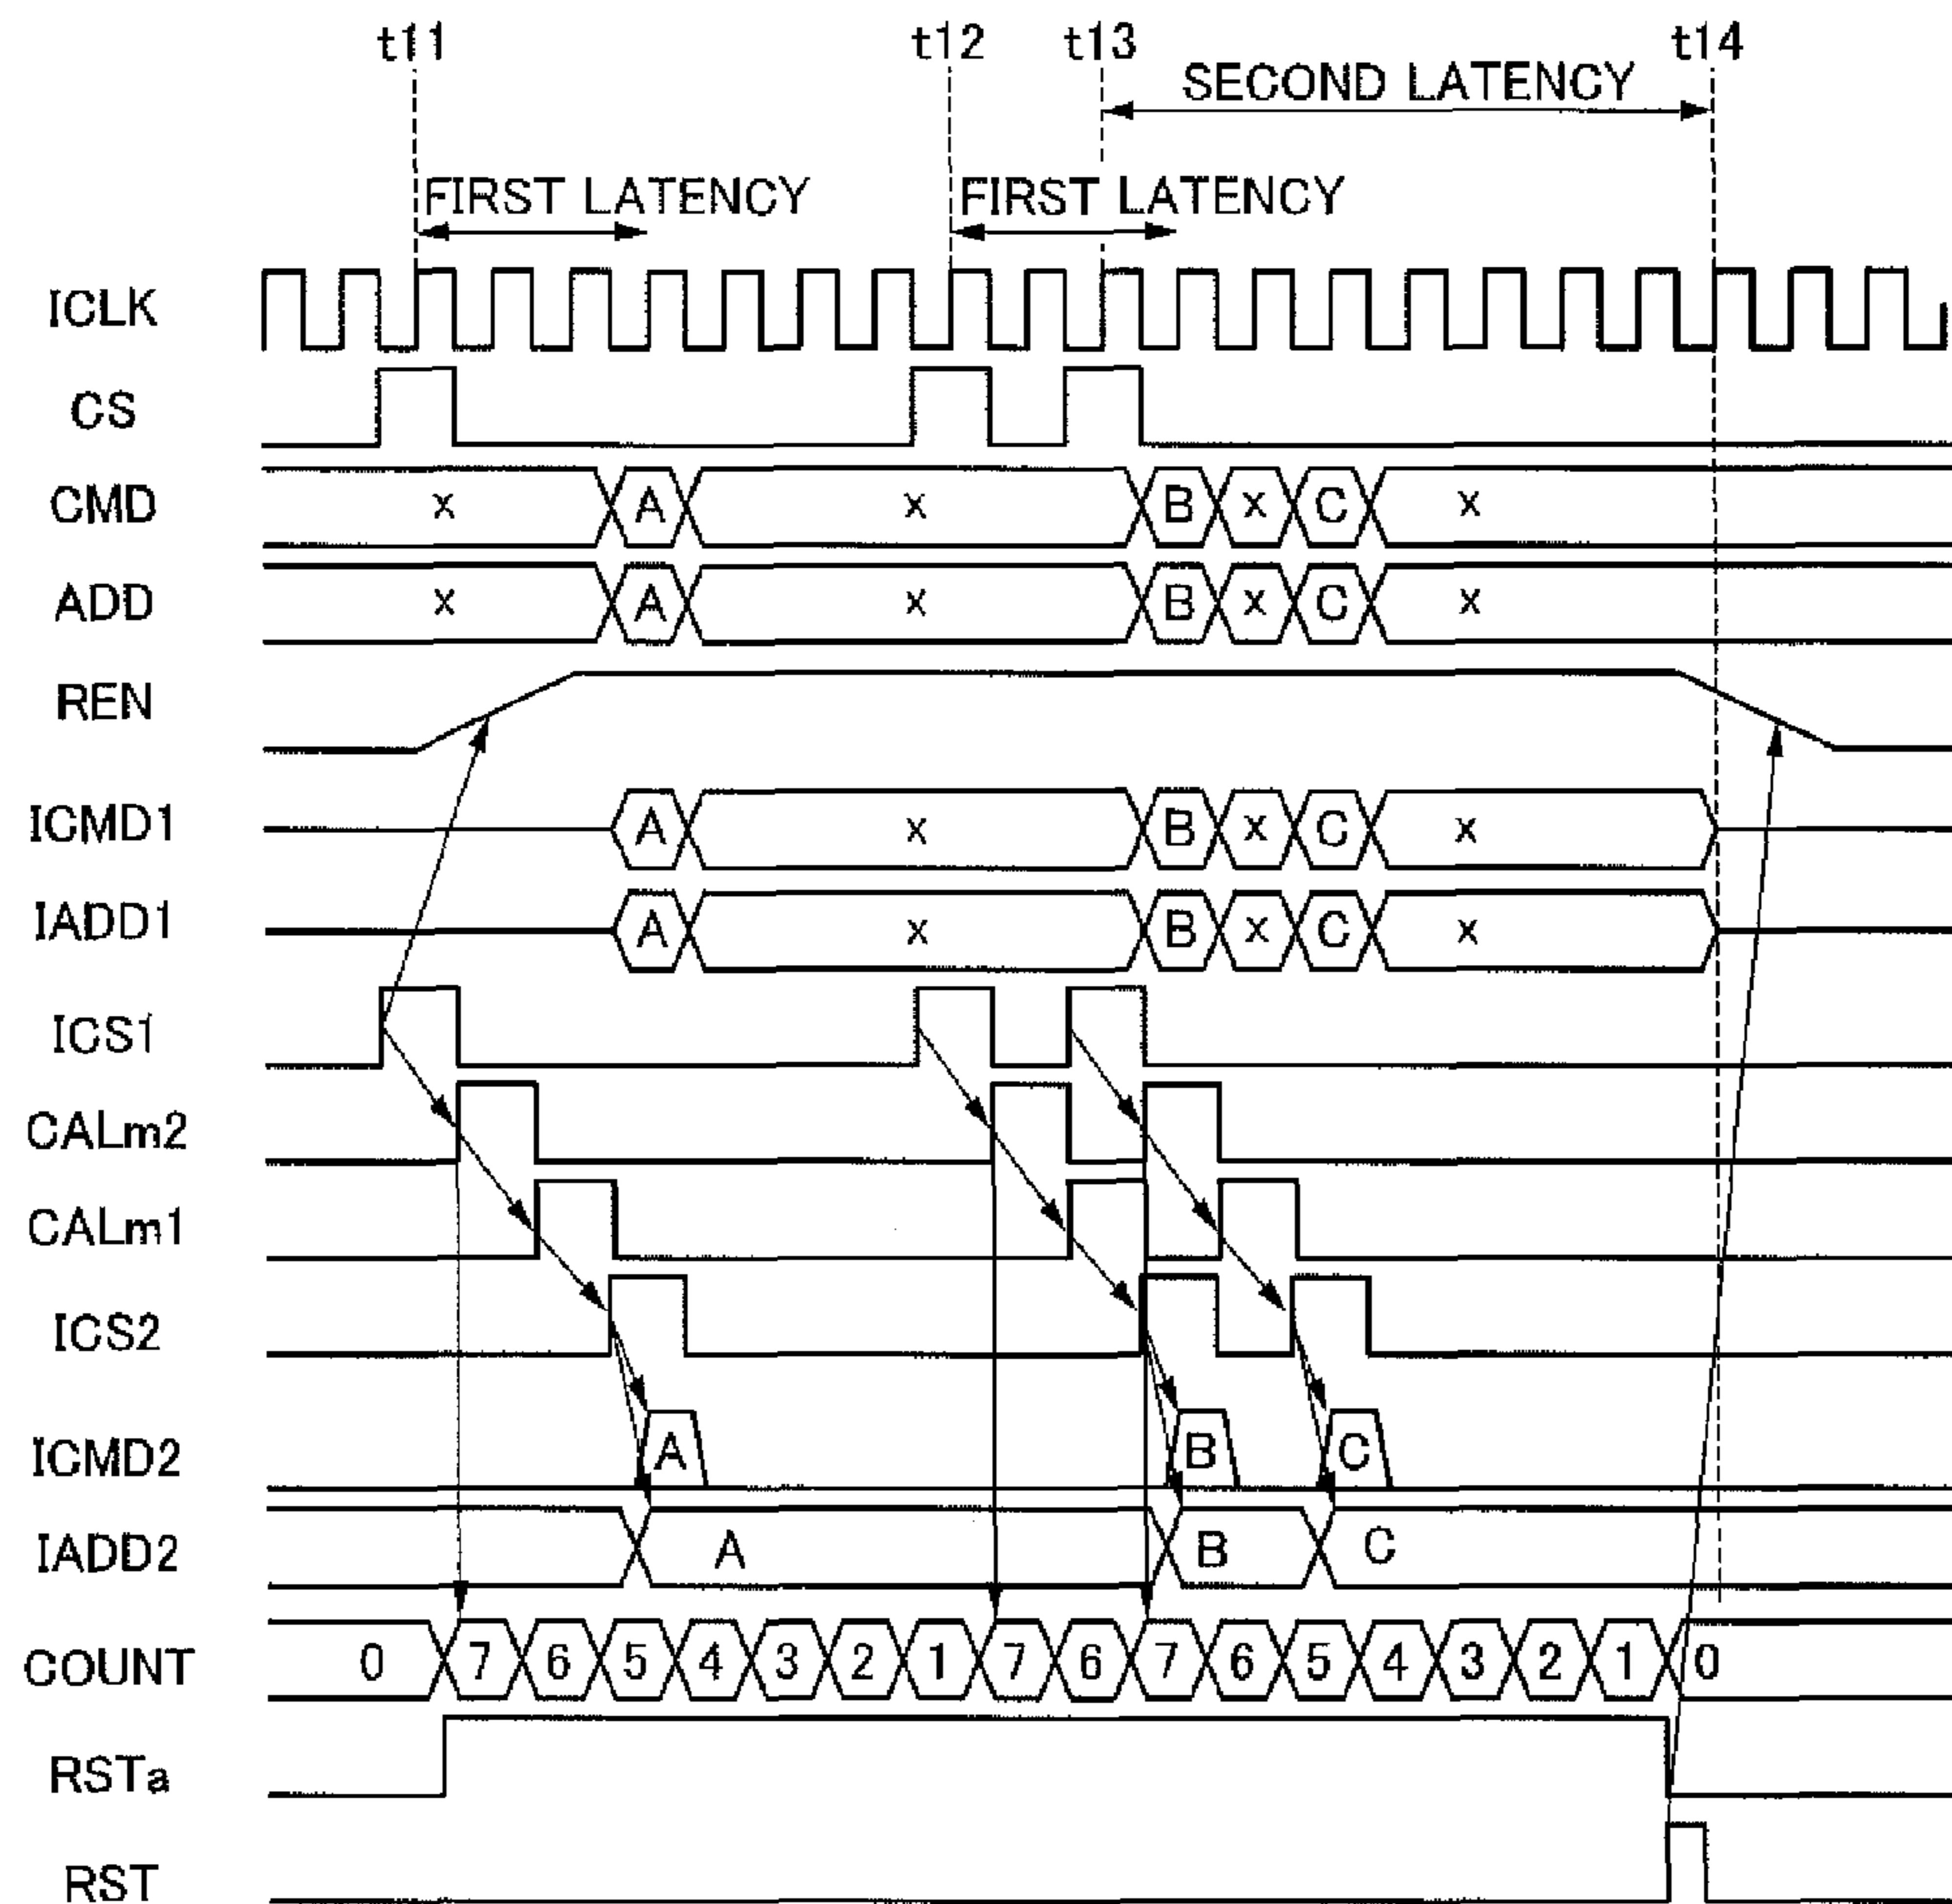 t11 t12 t13 t14
SECOND LATENCY
FIRST LATENCY FIRST LATENCY
ICLK
CS
CMD x A x B x C x
ADD x A x B x C x
REN
ICMD1 A x B x C x
IADD1 A x B x C x
ICS1
CALm2
CALm1
ICS2
ICMD2 A B C
IADD2 A B C
COUNT 0 7 6 5 4 3 2 1 7 6 7 6 5 4 3 2 1 0
RSTa
RST